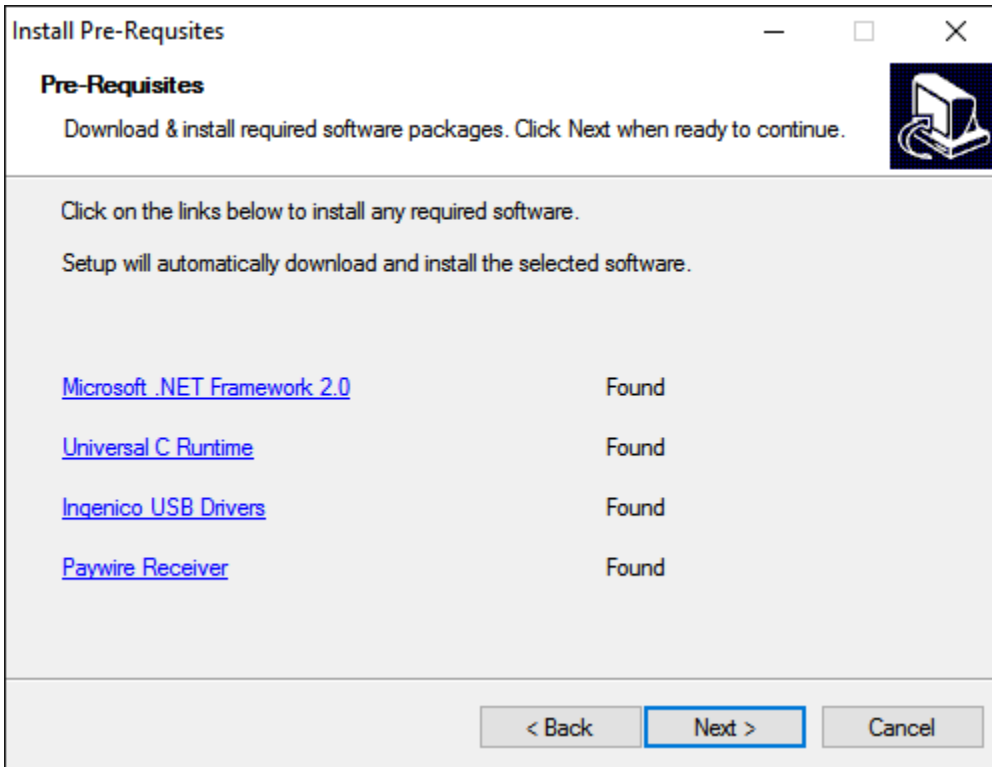 Install Pre-Requsites
Pre-Requisites
Download & install required software packages. Click Next when ready to continue.
Click on the links below to install any required software.
Setup will automatically download and install the selected software.
Microsoft .NET Framework 2.0 Found
Universal C Runtime Found
Ingenico USB Drivers Found
Paywire Receiver Found
< Back Next > Cancel